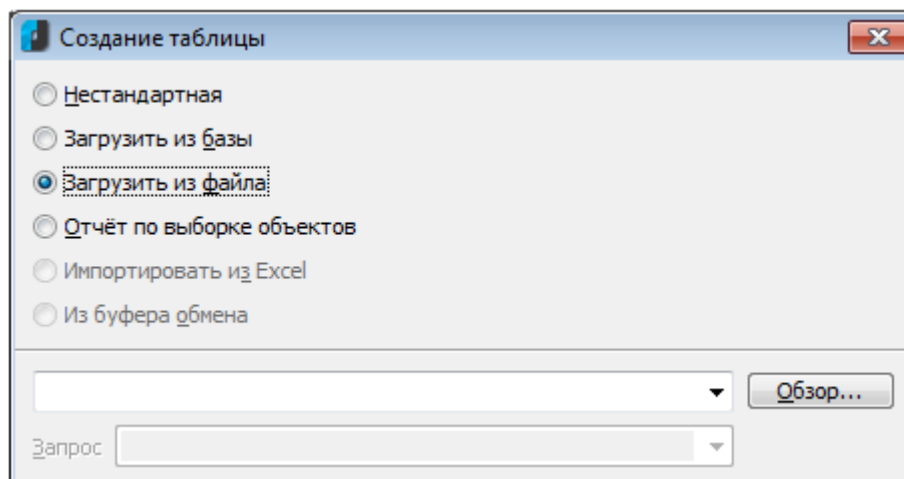 Создание таблицы
Нестандартная
Загрузить из базы
Загрузить из файла
Отчёт по выборке объектов
Импортировать из Excel
Из буфера обмена
Обзор...
Запрос